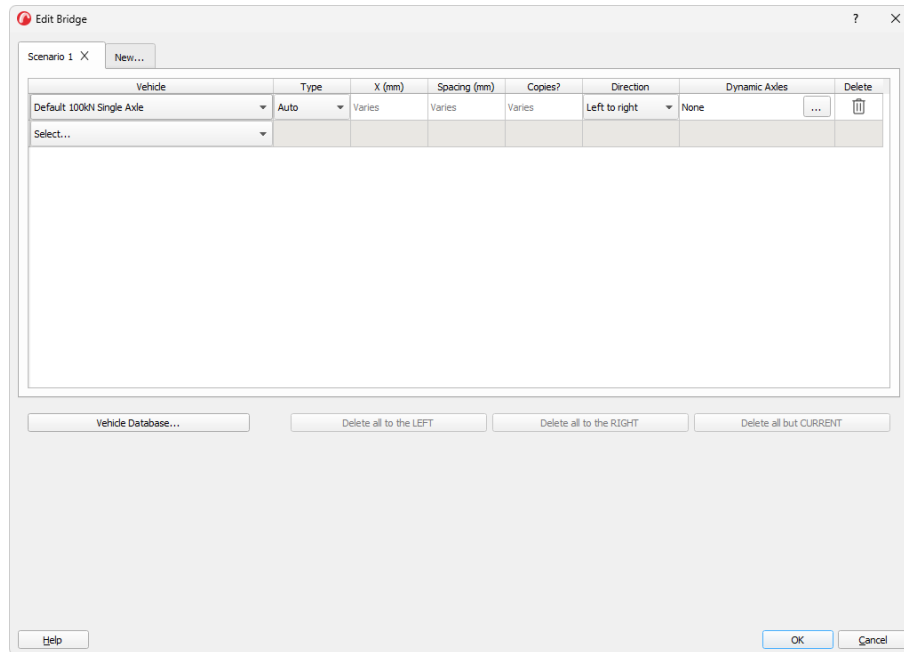 Edit Bridge ? X
Scenario 1 X New...
Vehicle Type X (mm) Spacing (mm) Copies? Direction Dynamic Axles Delete
Default 100kN Single Axle Auto Varies Varies Varies Left to right None ...
Select...
Vehicle Database... Delete all to the LEFT Delete all to the RIGHT Delete all but CURRENT
Help OK Cancel